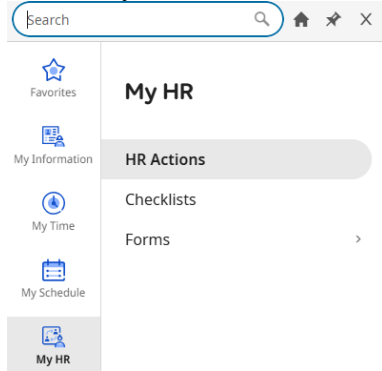 Search
X
Favorites
My HR
My Information
HR Actions
Checklists
My Time
Forms
My Schedule
My HR